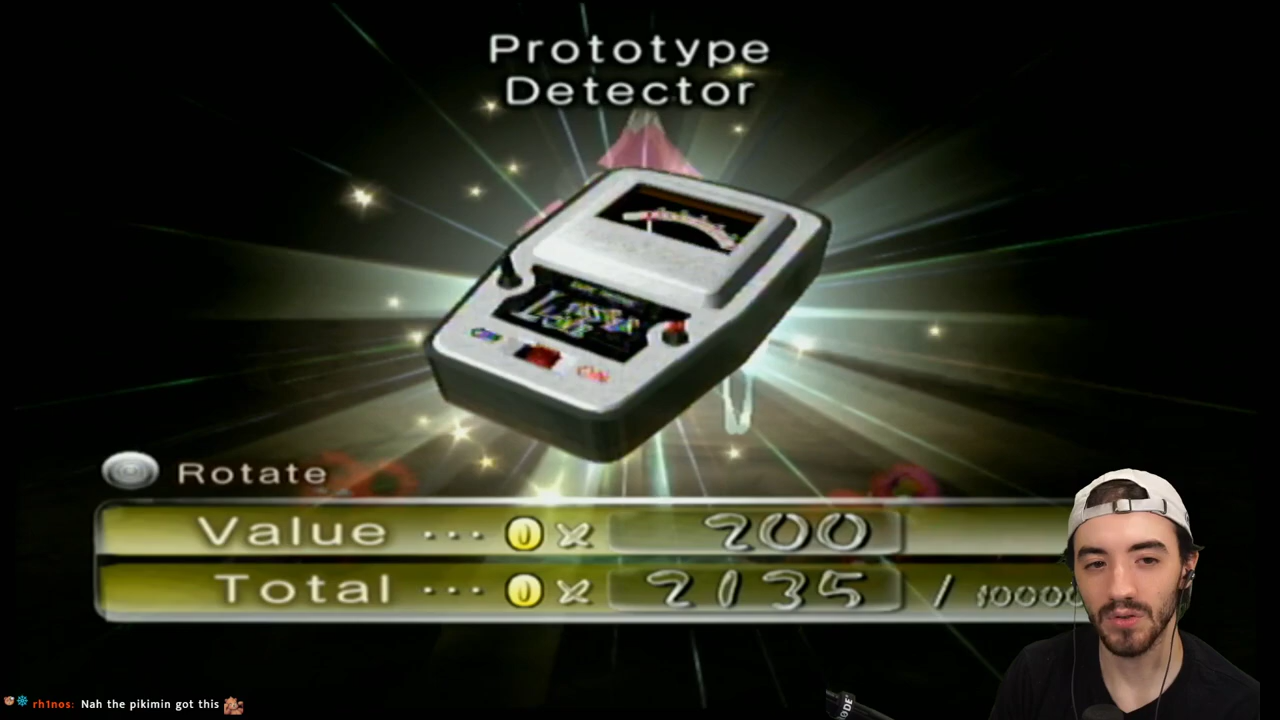 Prototype
Detector
Rotate
Value ... x 200
Total ... x 2135 / 10000
rh1nos: Nah the pikimin got this